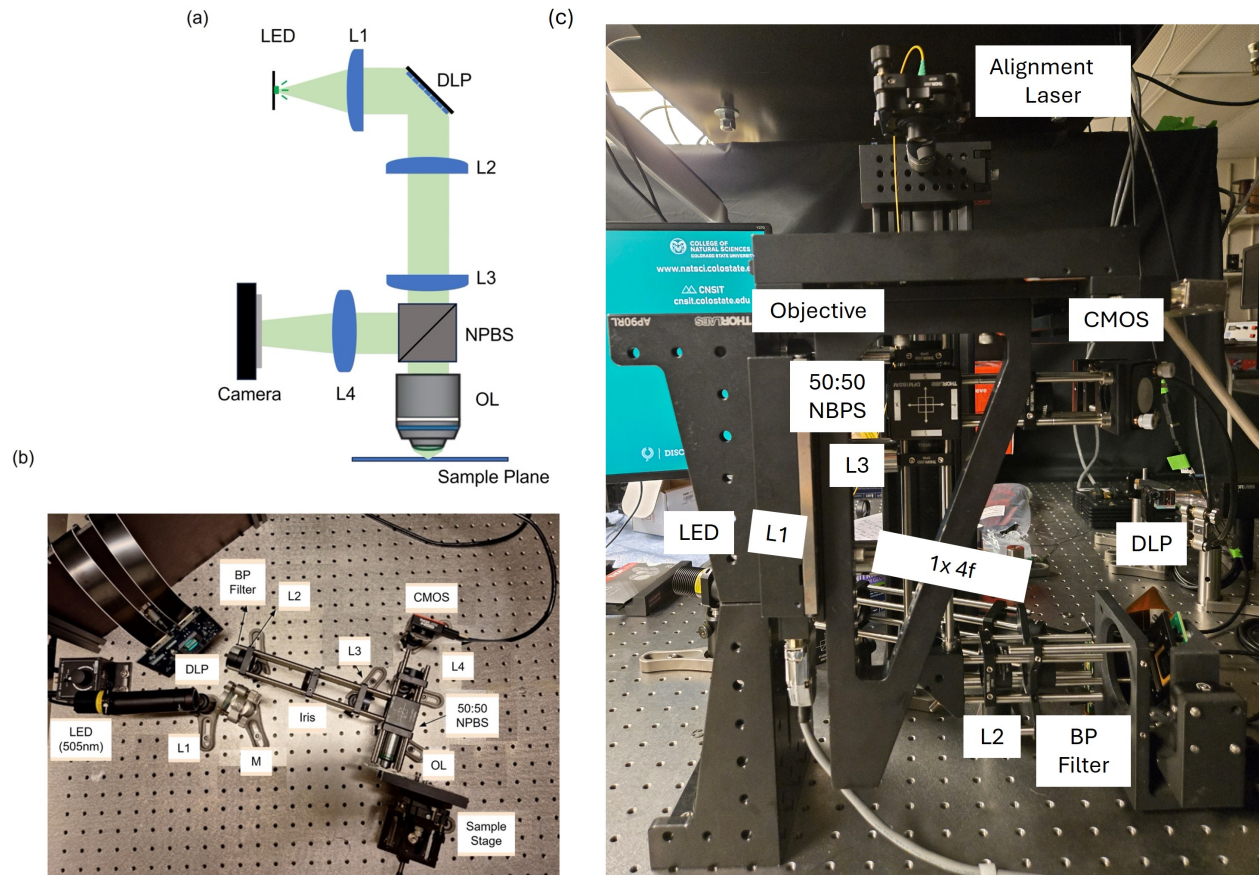 (a)
LED
L1
DLP
L2
L3
NPBS
Camera
L4
OL
Sample Plane
(b)
BP
Filter
L2
CMOS
DLP
L3
L4
Iris
50:50
NPBS
LED
(505nm)
L1
M
OL
Sample
Stage
(c)
Alignment
Laser
COLLEGE OF
NATURAL SCIENCES
COLORADO STATE UNIVERSITY
www.natsci.colostate.e
CNSIT
cnsit.colostate.edu
Objective
CMOS
AP90RL
THORLABS
50:50
NBPS
THORLABS
L3
DISC
LED
L1
1x 4f
DLP
L2
BP
Filter